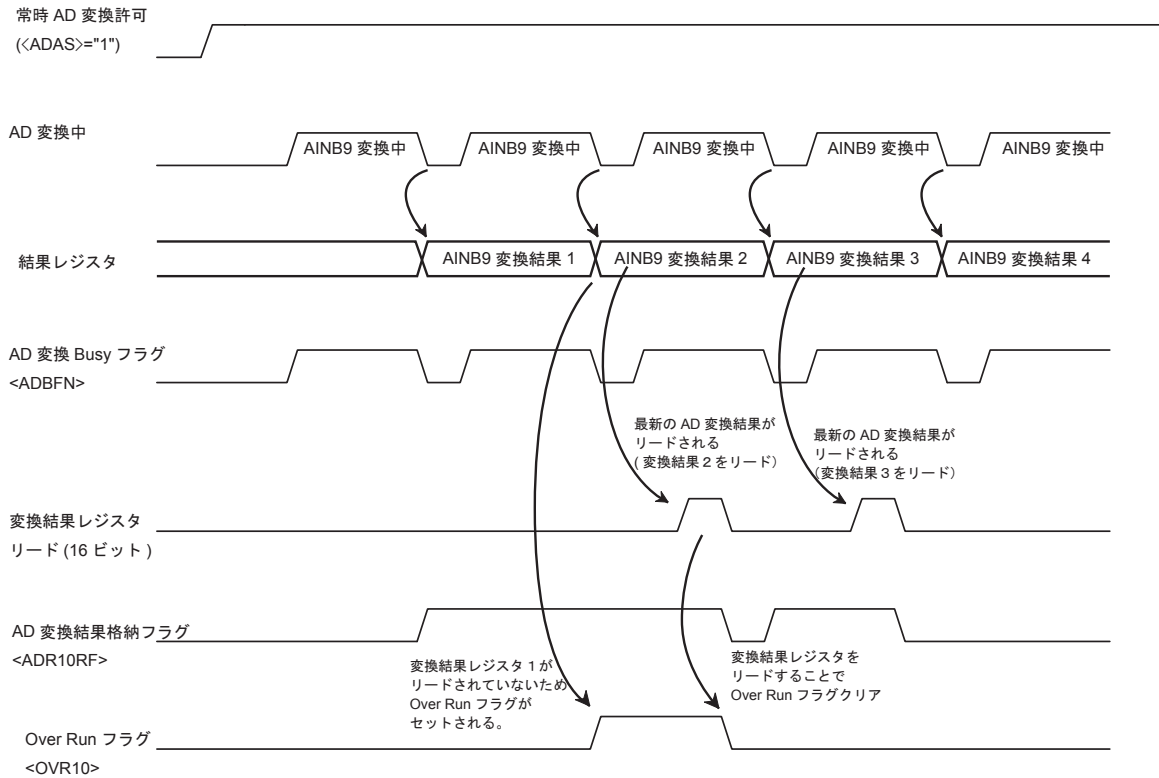 常時 AD 変換許可
(<ADAS>="1")
AD 変換中
AINB9 変換中
AINB9 変換中
AINB9 変換中
AINB9 変換中
AINB9 変換中
結果レジスタ
AINB9 変換結果 1
AINB9 変換結果 2
AINB9 変換結果 3
AINB9 変換結果 4
AD 変換 Busy フラグ
<ADBFN>
最新の AD 変換結果が
リードされる
( 変換結果 2 をリード）
最新の AD 変換結果が
リードされる
（変換結果 3 をリード）
変換結果レジスタ
リード (16 ビット )
AD 変換結果格納フラグ
<ADR10RF>
変換結果レジスタ 1 が
リードされていないため
Over Run フラグが
セットされる。
変換結果レジスタを
リードすることで
Over Run フラグクリア
Over Run フラグ
<OVR10>